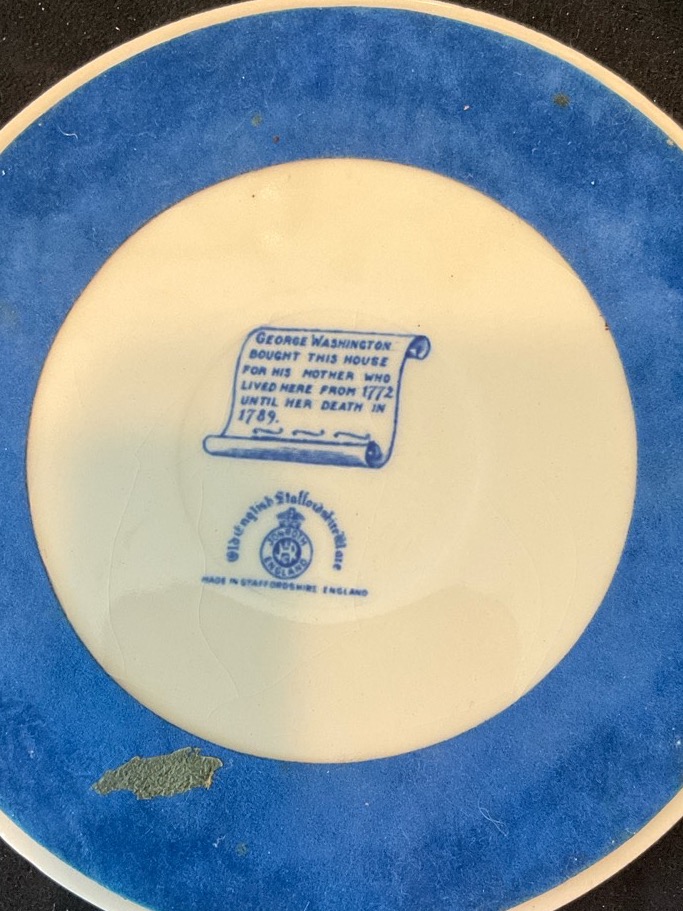 GEORGE WASHINGTON
BOUGHT THIS HOUSE
FOR HIS MOTHER WHO
LIVED HERE FROM 1772
UNTIL HER DEATH IN
1789.
Old English Staffordshire Ware
JONROTH
ENGLAND
MADE IN STAFFORDSHIRE ENGLAND